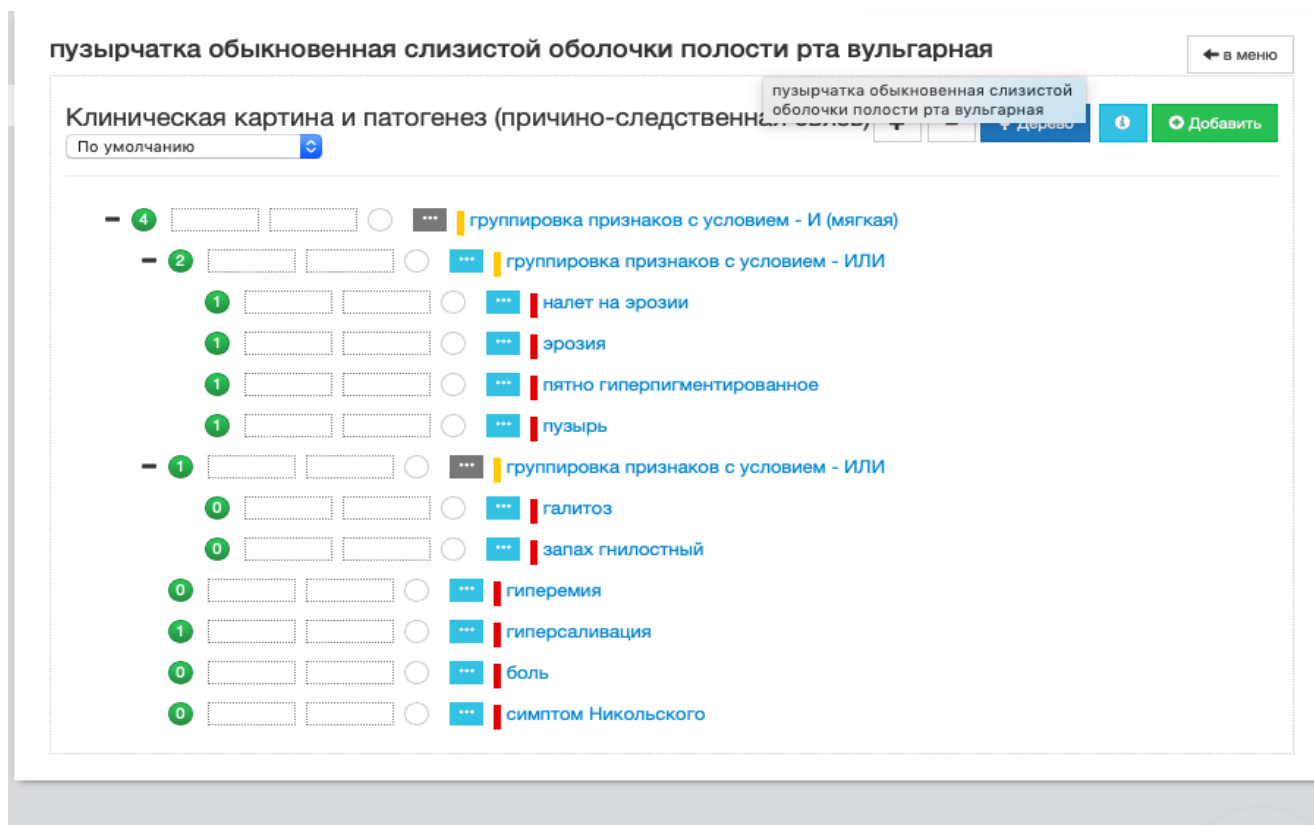 пузырчатка обыкновенная слизистой оболочки полости рта вульгарная
в меню
пузырчатка обыкновенная слизистой
оболочки полости рта вульгарная
Клиническая картина и патогенез (причино-следственная связь)
Дерево
Добавить
По умолчанию
4 группировка признаков с условием - И (мягкая)
2 группировка признаков с условием - ИЛИ
1 налет на эрозии
1 эрозия
1 пятно гиперпигментированное
1 пузырь
1 группировка признаков с условием - ИЛИ
0 галитоз
0 запах гнилостный
0 гиперемия
1 гиперсаливация
0 боль
0 симптом Никольского